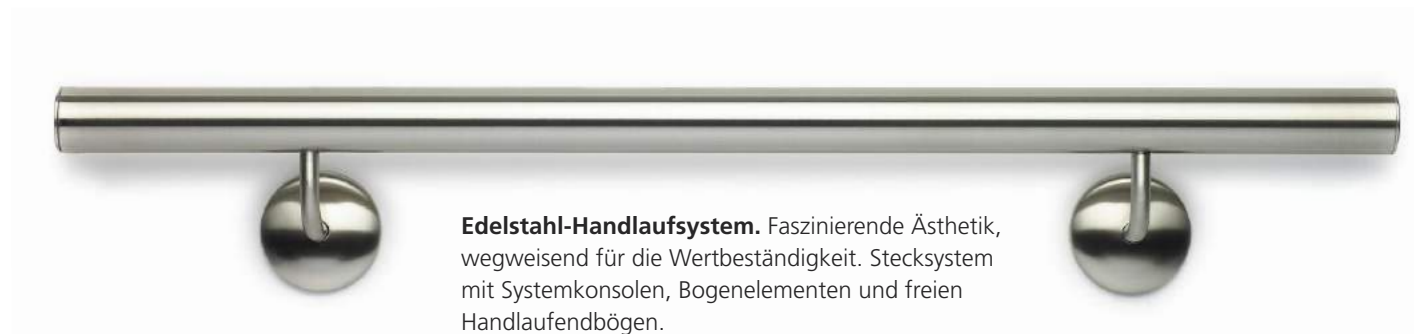 Edelstahl-Handlaufsystem. Faszinierende Ästhetik,
wegweisend für die Wertbeständigkeit. Stecksystem
mit Systemkonsolen, Bogenelementen und freien
Handlaufendbögen.